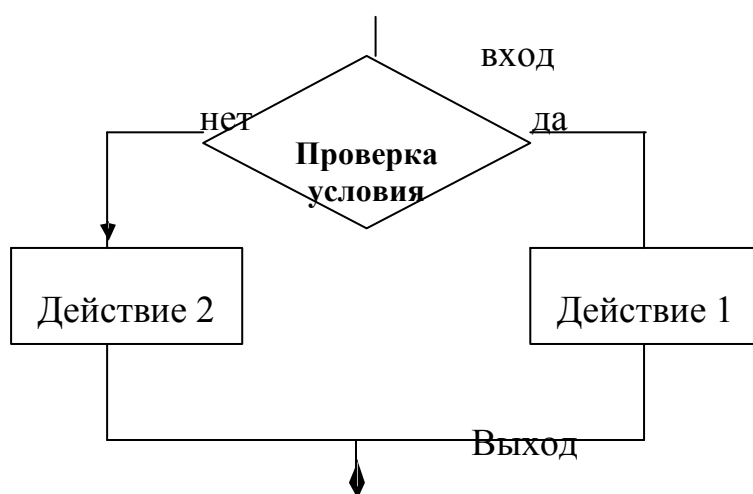 вход
нет
да
Проверка
условия
Действие 2
Действие 1
Выход